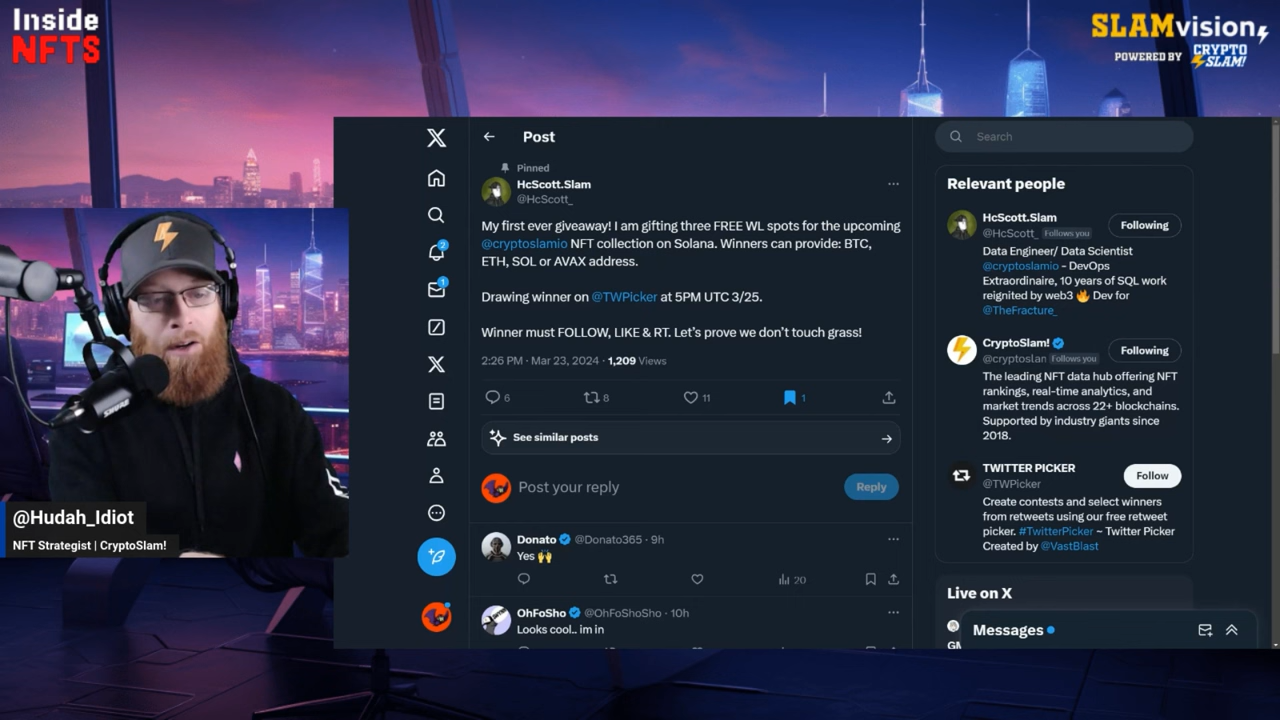 Inside
NFTS
SLAMvision
POWERED BY CRYPTO
SLAM!
@Hudah_Idiot
NFT Strategist | CryptoSlam!
SHURE
Post
Pinned
HcScott.Slam
@HcScott_
My first ever giveaway! I am gifting three FREE WL spots for the upcoming
@cryptoslamio NFT collection on Solana. Winners can provide: BTC,
ETH, SOL or AVAX address.
Drawing winner on @TWPicker at 5PM UTC 3/25.
Winner must FOLLOW, LIKE & RT. Let's prove we don't touch grass!
2:26 PM · Mar 23, 2024 · 1,209 Views
6 8 11 1
See similar posts
Post your reply
Reply
Donato @Donato365 · 9h
Yes 🙌
20
OhFoSho @OhFoShoSho · 10h
Looks cool.. im in
2
1
Search
Relevant people
HcScott.Slam
@HcScott_ Follows you
Following
Data Engineer/ Data Scientist
@cryptoslamio - DevOps
Extraordinaire, 10 years of SQL work
reignited by web3 🔥 Dev for
@TheFracture_
CryptoSlam!
@cryptoslan Follows you
Following
The leading NFT data hub offering NFT
rankings, real-time analytics, and
market trends across 22+ blockchains.
Supported by industry giants since
2018.
TWITTER PICKER
@TWPicker
Follow
Create contests and select winners
from retweets using our free retweet
picker. #TwitterPicker ~ Twitter Picker
Created by @VastBlast
Live on X
Messages